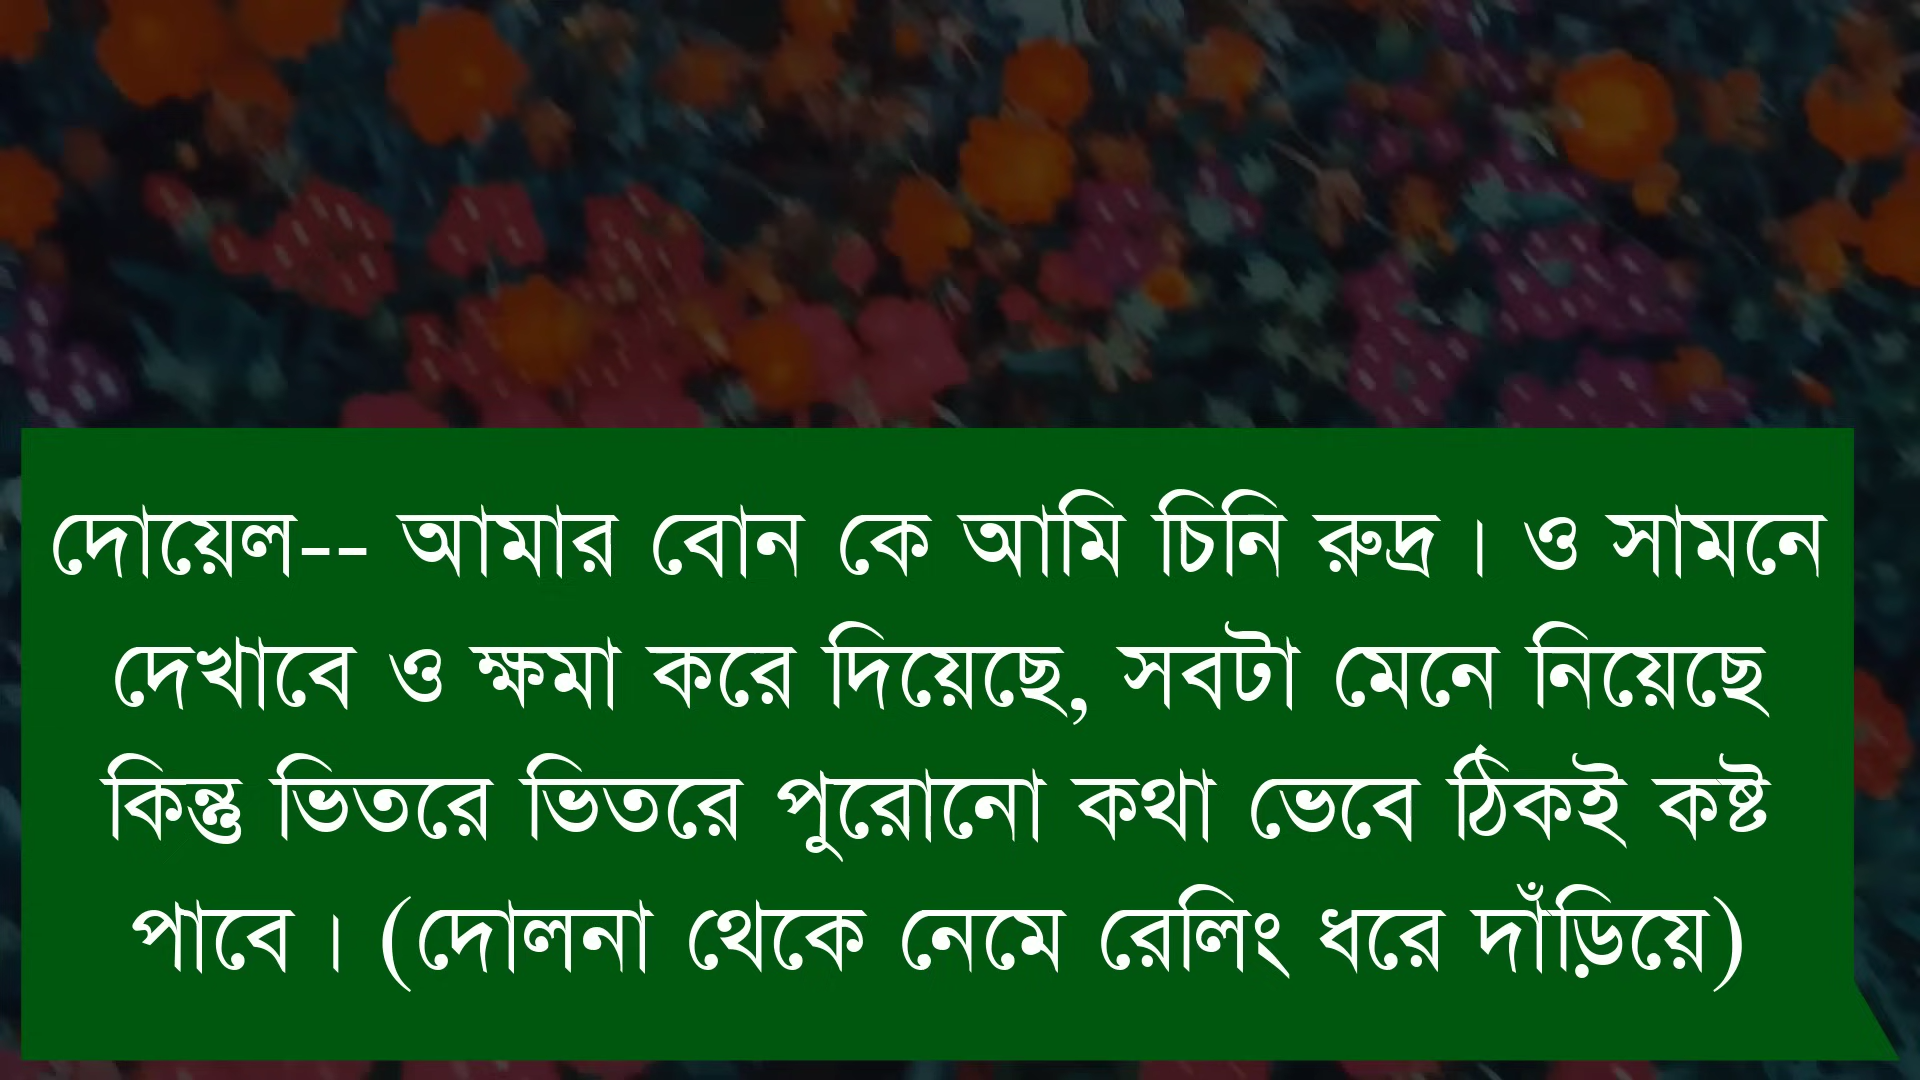 দোয়েল-- আমার বোন কে আমি চিনি রুদ্র । ও সামনে
দেখাবে ও ক্ষমা করে দিয়েছে, সবটা মেনে নিয়েছে
কিন্তু ভিতরে ভিতরে পুরোনো কথা ভেবে ঠিকই কষ্ট
পাবে । (দোলনা থেকে নেমে রেলিং ধরে দাঁড়িয়ে)